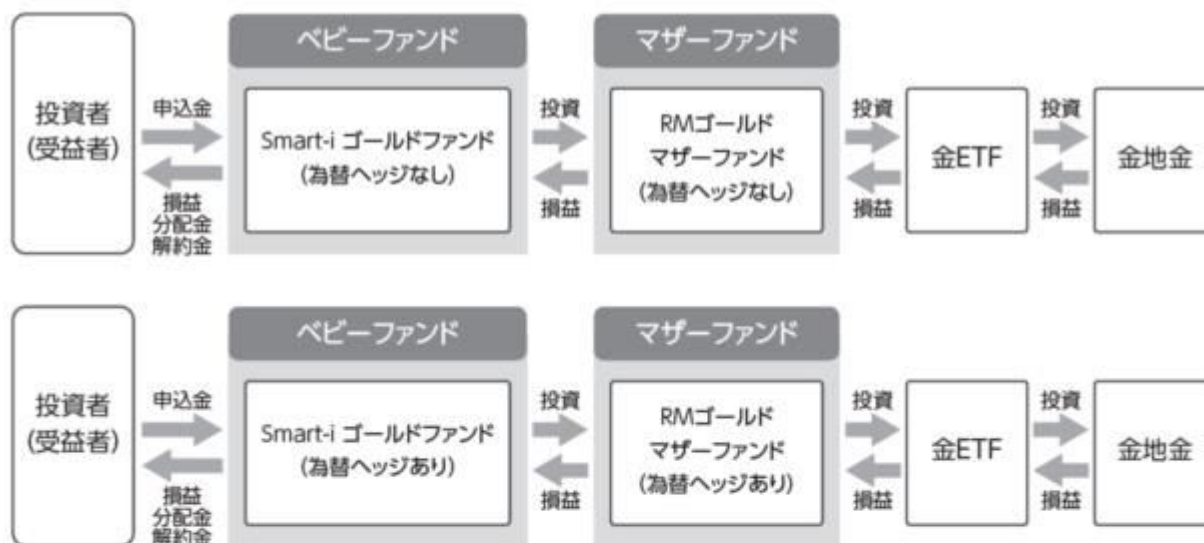 ベビーファンド
マザーファンド
投資者
(受益者)
申込金
損益
分配金
解約金
Smart-i ゴールドファンド
(為替ヘッジなし)
投資
損益
RMゴールド
マザーファンド
(為替ヘッジなし)
投資
損益
金ETF
投資
損益
金地金
ベビーファンド
マザーファンド
投資者
(受益者)
申込金
損益
分配金
解約金
Smart-i ゴールドファンド
(為替ヘッジあり)
投資
損益
RMゴールド
マザーファンド
(為替ヘッジあり)
投資
損益
金ETF
投資
損益
金地金